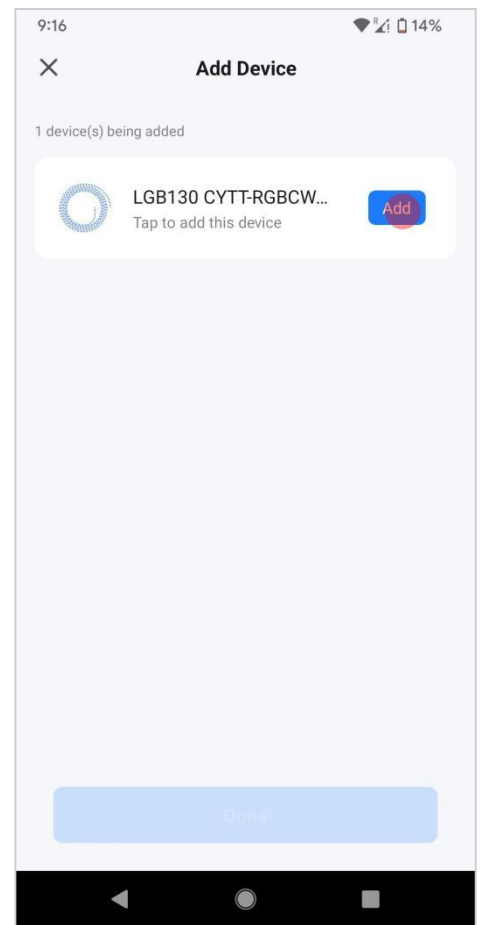 9:16
R
14%
Add Device
1 device(s) being added
LGB130 CYTT-RGBCW...
Tap to add this device
Add
Done